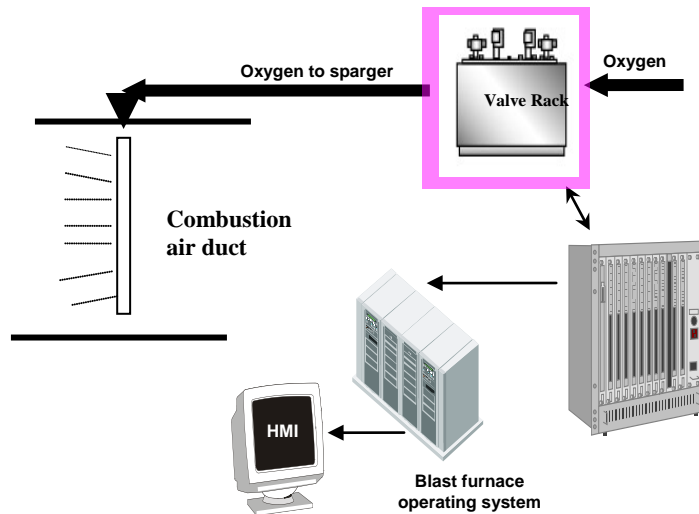 Oxygen to sparger
Oxygen
Valve Rack
Combustion
air duct
HMI
Blast furnace
operating system